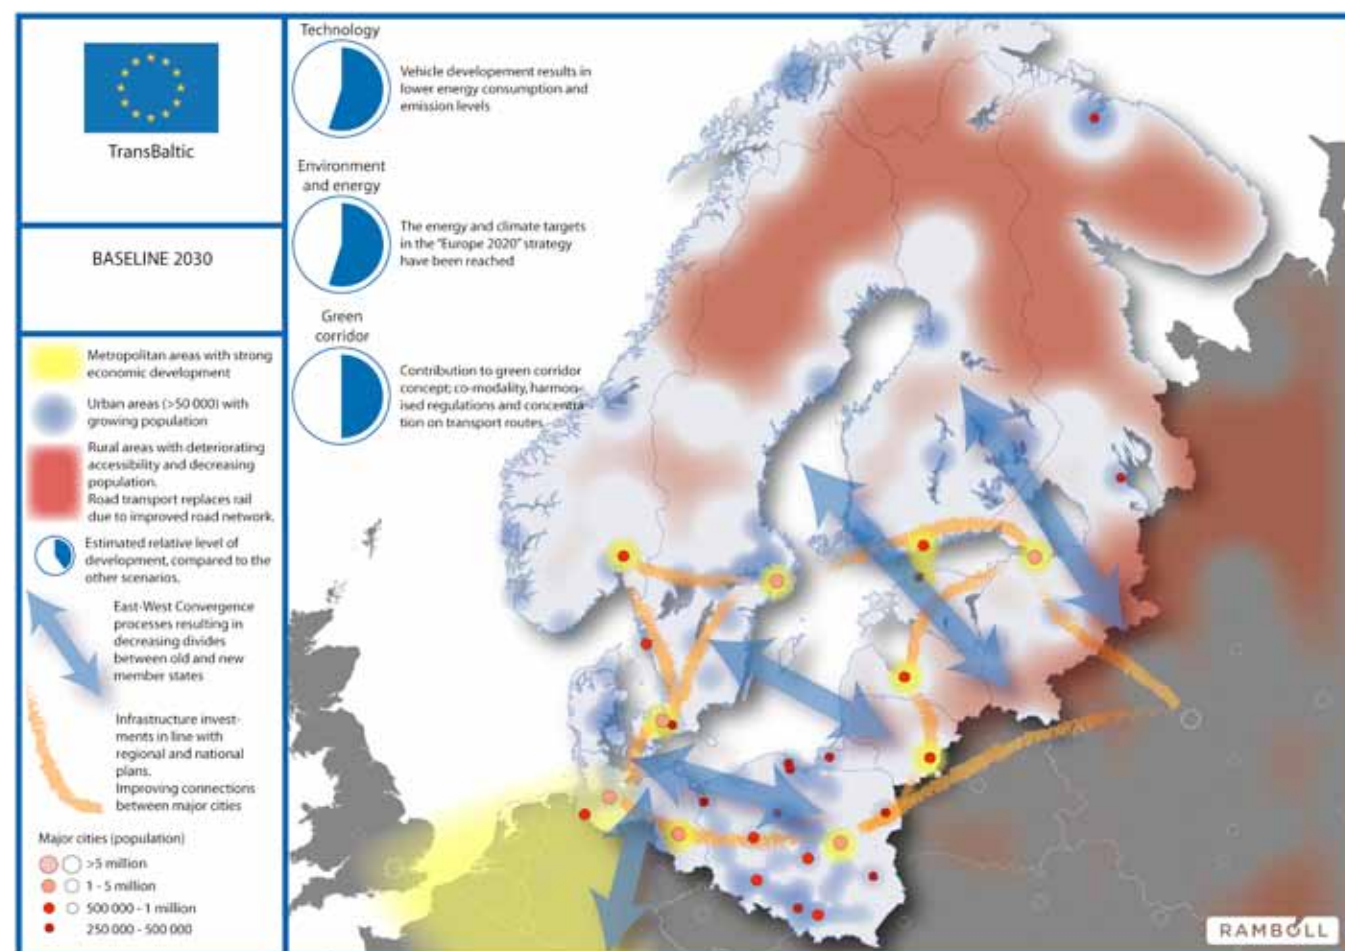 TransBaltic
BASELINE 2030
Metropolitan areas with strong
economic development
Urban areas (>50 000) with
growing population
Rural areas with deteriorating
accessibility and decreasing
population.
Road transport replaces rail
due to improved road network.
Estimated relative level of
development, compared to the
other scenarios.
East-West Convergence
processes resulting in
decreasing divides
between old and new
member states
Infrastructure invest-
ments in line with
regional and national
plans.
Improving connections
between major cities
Major cities (population)
>5 million
1 - 5 million
500 000 - 1 million
250 000 - 500 000
Technology
Vehicle developement results in
lower energy consumption and
emission levels
Environment
and energy
The energy and climate targets
in the "Europe 2020" strategy
have been reached
Green
corridor
Contribution to green corridor
concept; co-modality, harmon-
ised regulations and concentra-
tion on transport routes
RAMBOLL